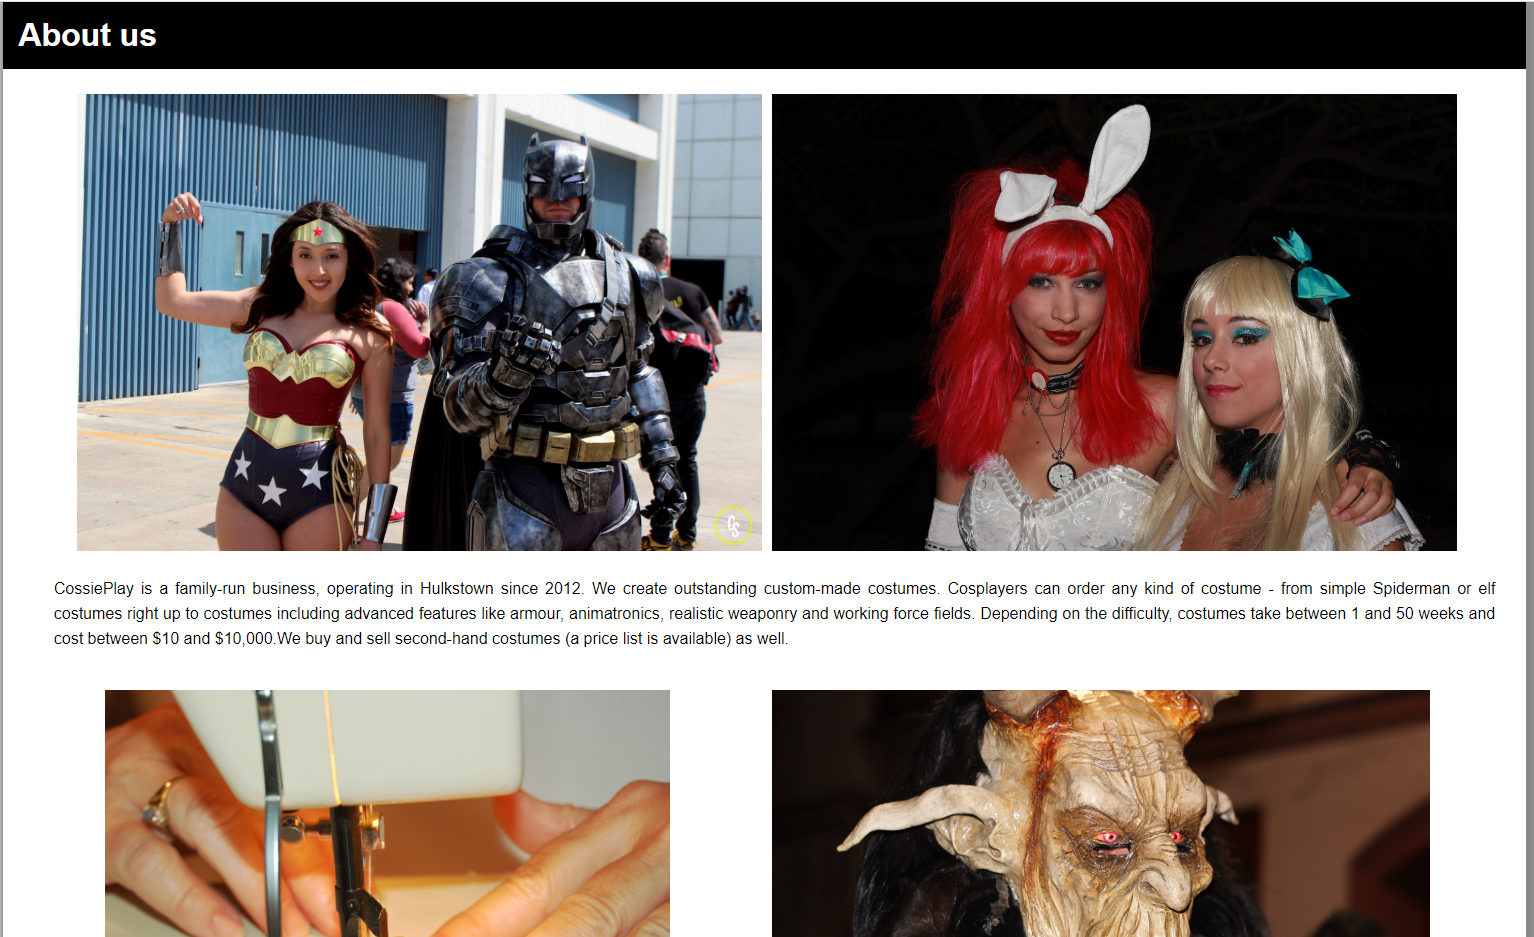 About us
CS
CossiePlay is a family-run business, operating in Hulkstown since 2012. We create outstanding custom-made costumes. Cosplayers can order any kind of costume - from simple Spiderman or elf
costumes right up to costumes including advanced features like armour, animatronics, realistic weaponry and working force fields. Depending on the difficulty, costumes take between 1 and 50 weeks and
cost between $10 and $10,000.We buy and sell second-hand costumes (a price list is available) as well.